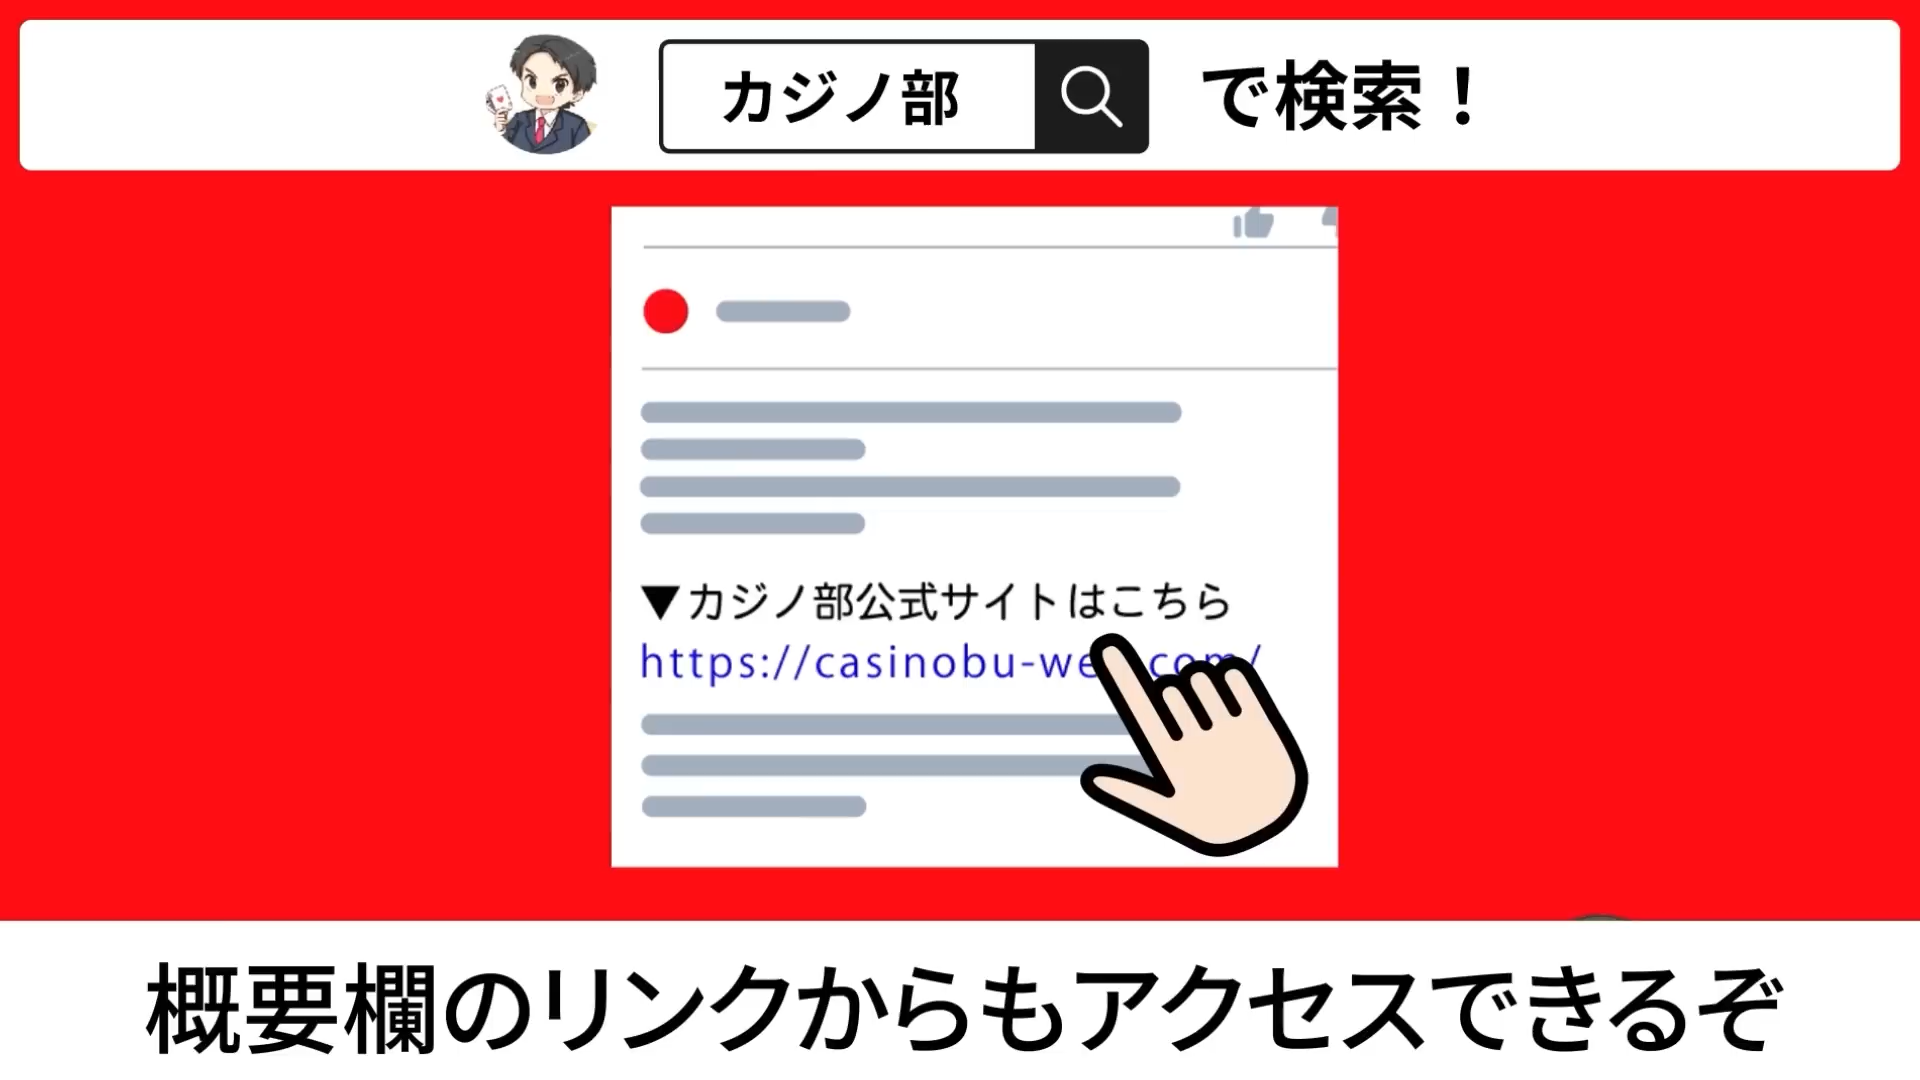 カジノ部 で検索！
▼カジノ部公式サイトはこちら
https://casinobu-we .com/
概要欄のリンクからもアクセスできるぞ